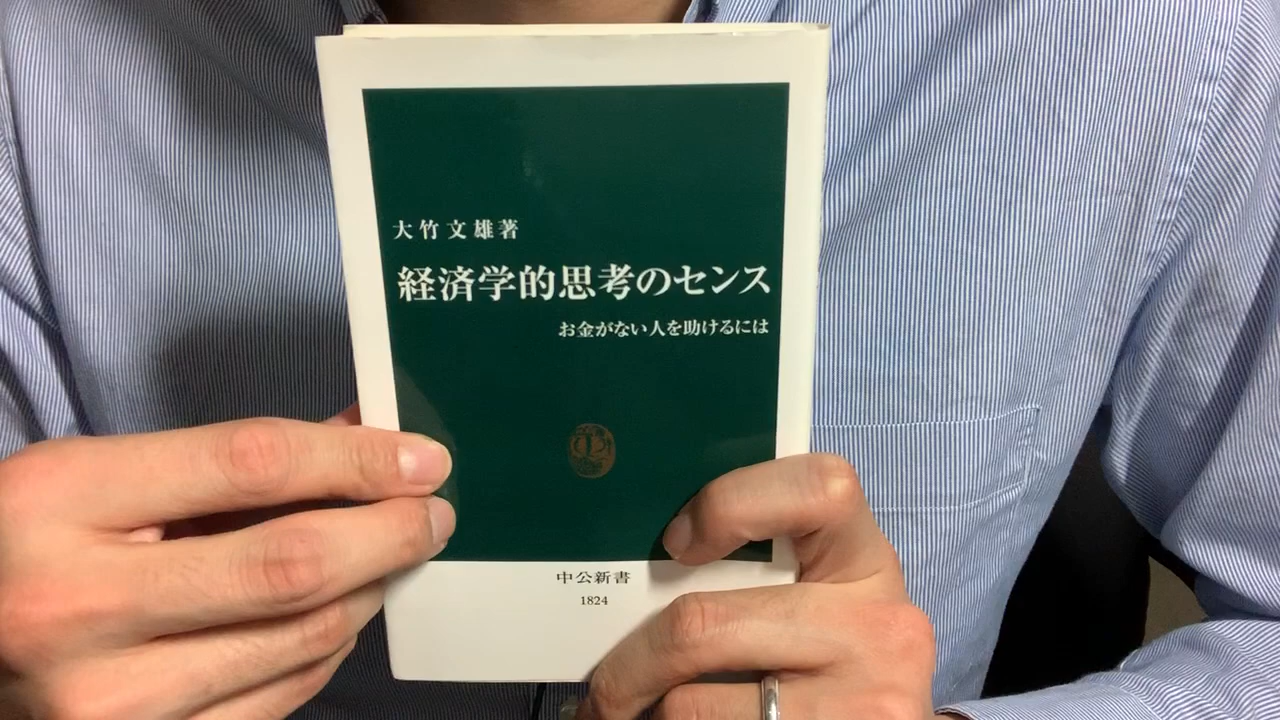 大竹文雄著
経済学的思考のセンス
お金がない人を助けるには
中公新書
1824